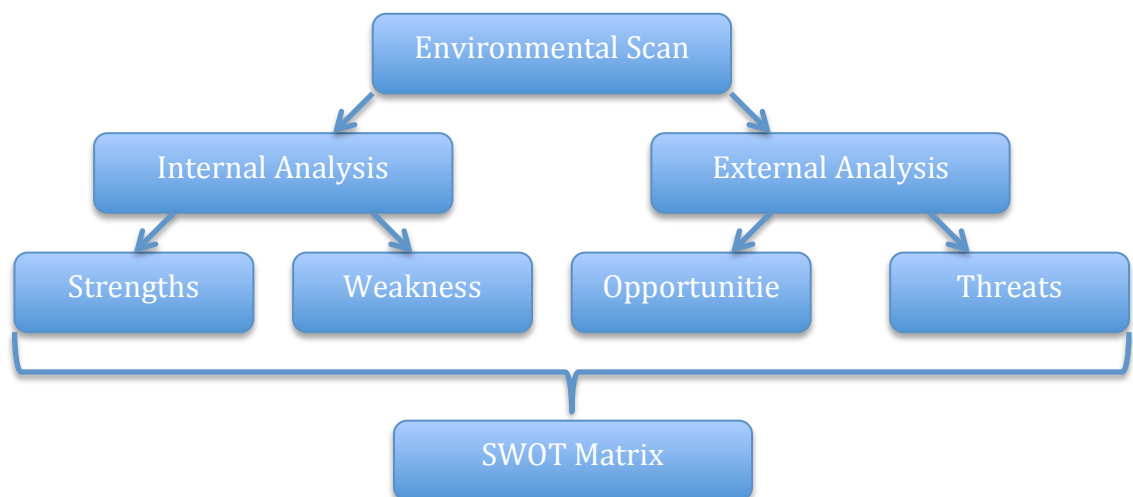 Environmental Scan
Internal Analysis
External Analysis
Strengths
Weakness
Opportunitie
Threats
SWOT Matrix